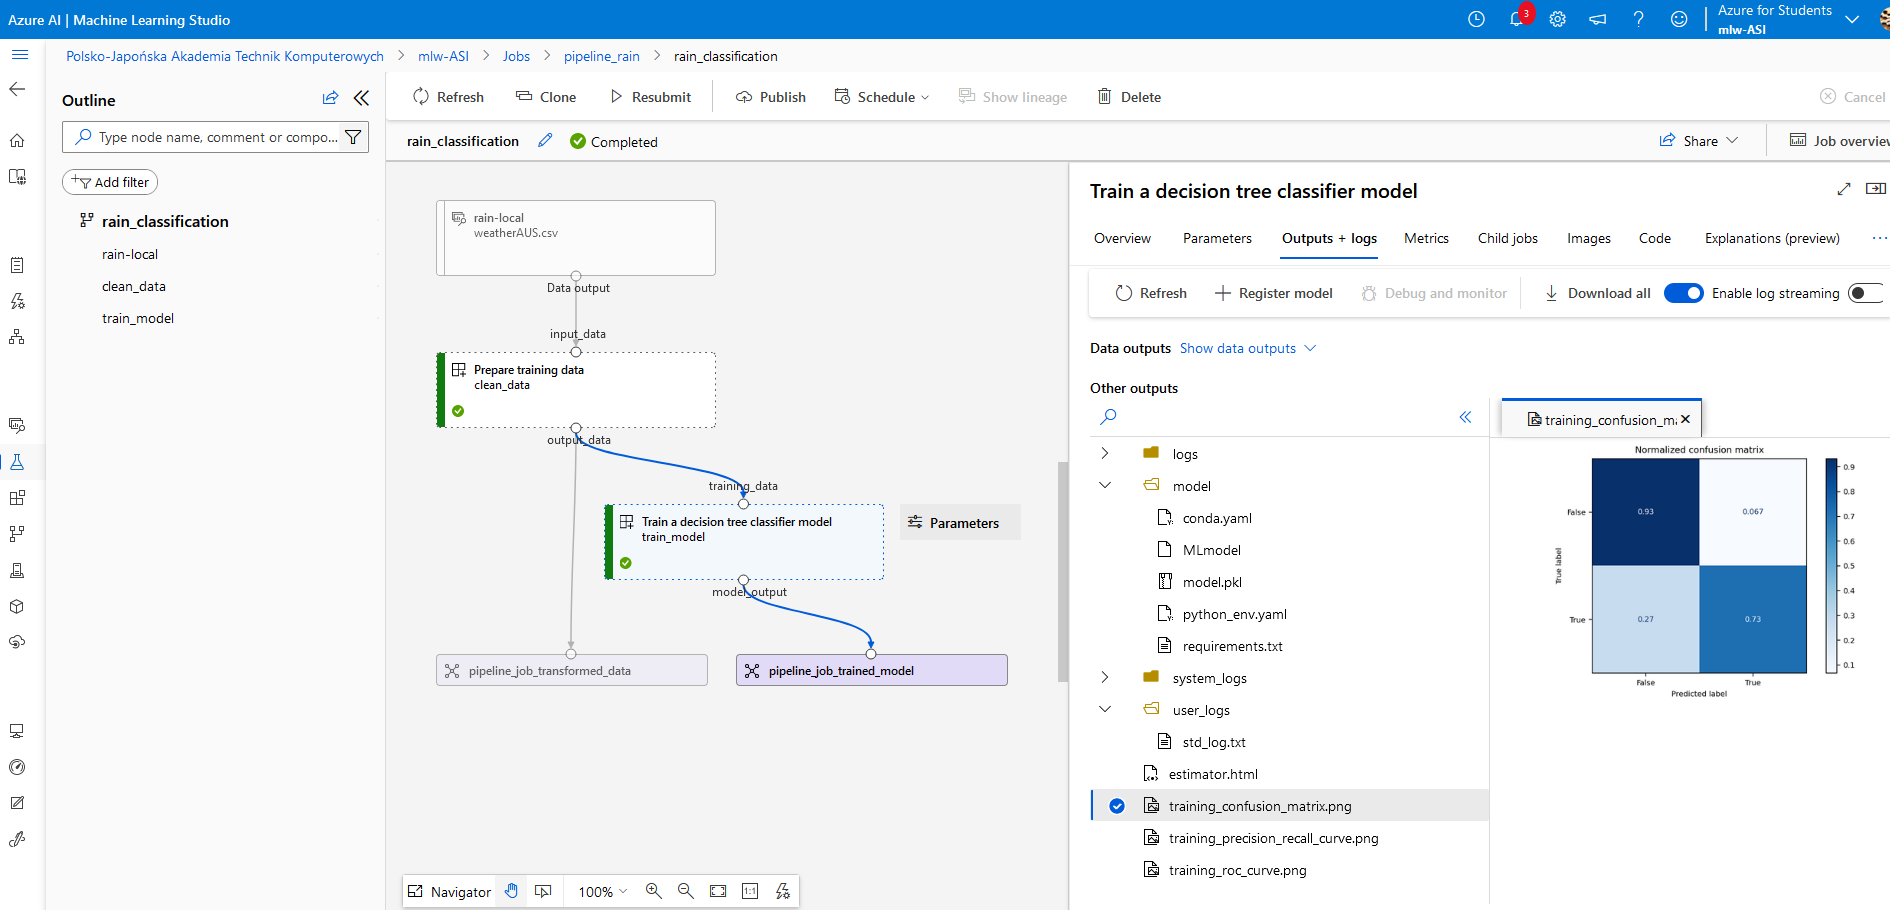 Azure AI | Machine Learning Studio
3
Azure for Students
mlw-ASI
Polsko-Japońska Akademia Technik Komputerowych > mlw-ASI > Jobs > pipeline_rain > rain_classification
Outline
Type node name, comment or compo...
Add filter
rain_classification
rain-local
clean_data
train_model
Refresh
Clone
Resubmit
Publish
Schedule
Show lineage
Delete
Cancel
rain_classification
Completed
Share
Job overview
rain-local
weatherAUS.csv
Data output
input_data
Prepare training data
clean_data
output_data
training_data
Train a decision tree classifier model
train_model
Parameters
model_output
pipeline_job_transformed_data
pipeline_job_trained_model
Navigator
100%
1:1
Train a decision tree classifier model
Overview
Parameters
Outputs + logs
Metrics
Child jobs
Images
Code
Explanations (preview)
...
Refresh
Register model
Debug and monitor
Download all
Enable log streaming
Data outputs Show data outputs
Other outputs
logs
model
conda.yaml
MLmodel
model.pkl
python_env.yaml
requirements.txt
system_logs
user_logs
std_log.txt
estimator.html
training_confusion_matrix.png
training_precision_recall_curve.png
training_roc_curve.png
training_confusion_m
Normalized confusion matrix
True label
False
0.93
0.067
True
0.27
0.73
False
True
Predicted label
0.9
0.8
0.7
0.6
0.5
0.4
0.3
0.2
0.1